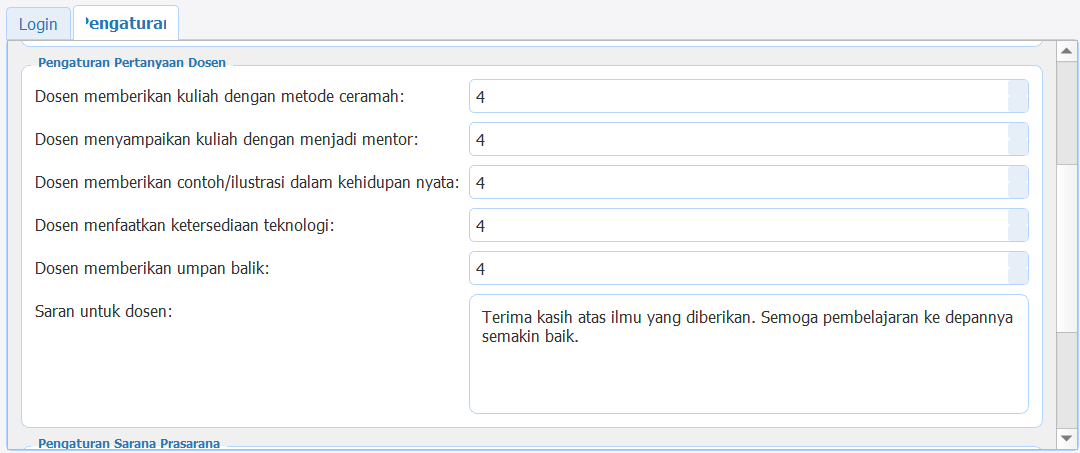 Login
Pengaturan Pertanyaan Dosen
Dosen memberikan kuliah dengan metode ceramah:
4
Dosen menyampaikan kuliah dengan menjadi mentor:
4
Dosen memberikan contoh/ilustrasi dalam kehidupan nyata:
4
Dosen menfaatkan ketersediaan teknologi:
4
Dosen memberikan umpan balik:
4
Saran untuk dosen:
Terima kasih atas ilmu yang diberikan. Semoga pembelajaran ke depannya
semakin baik.
Pengaturan Sarana Prasarana